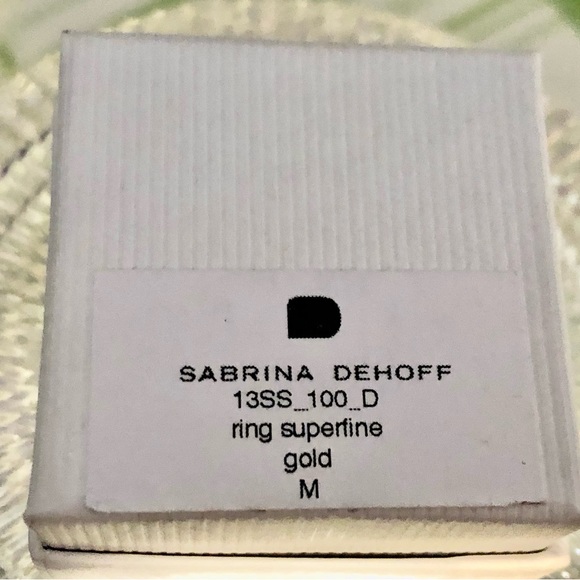 SABRINA DEHOFF
13SS_100_D
ring superfine
gold
M